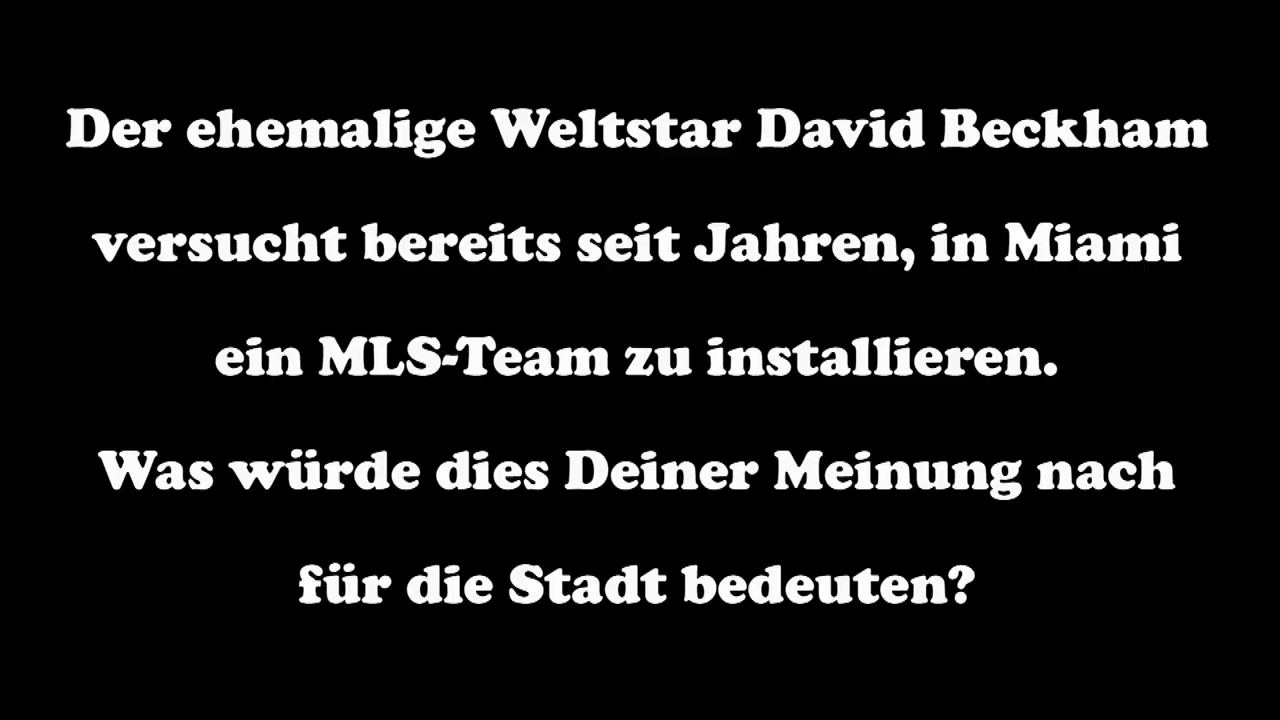 Der ehemalige Weltstar David Beckham
versucht bereits seit Jahren, in Miami
ein MLS-Team zu installieren.
Was würde dies Deiner Meinung nach
für die Stadt bedeuten?